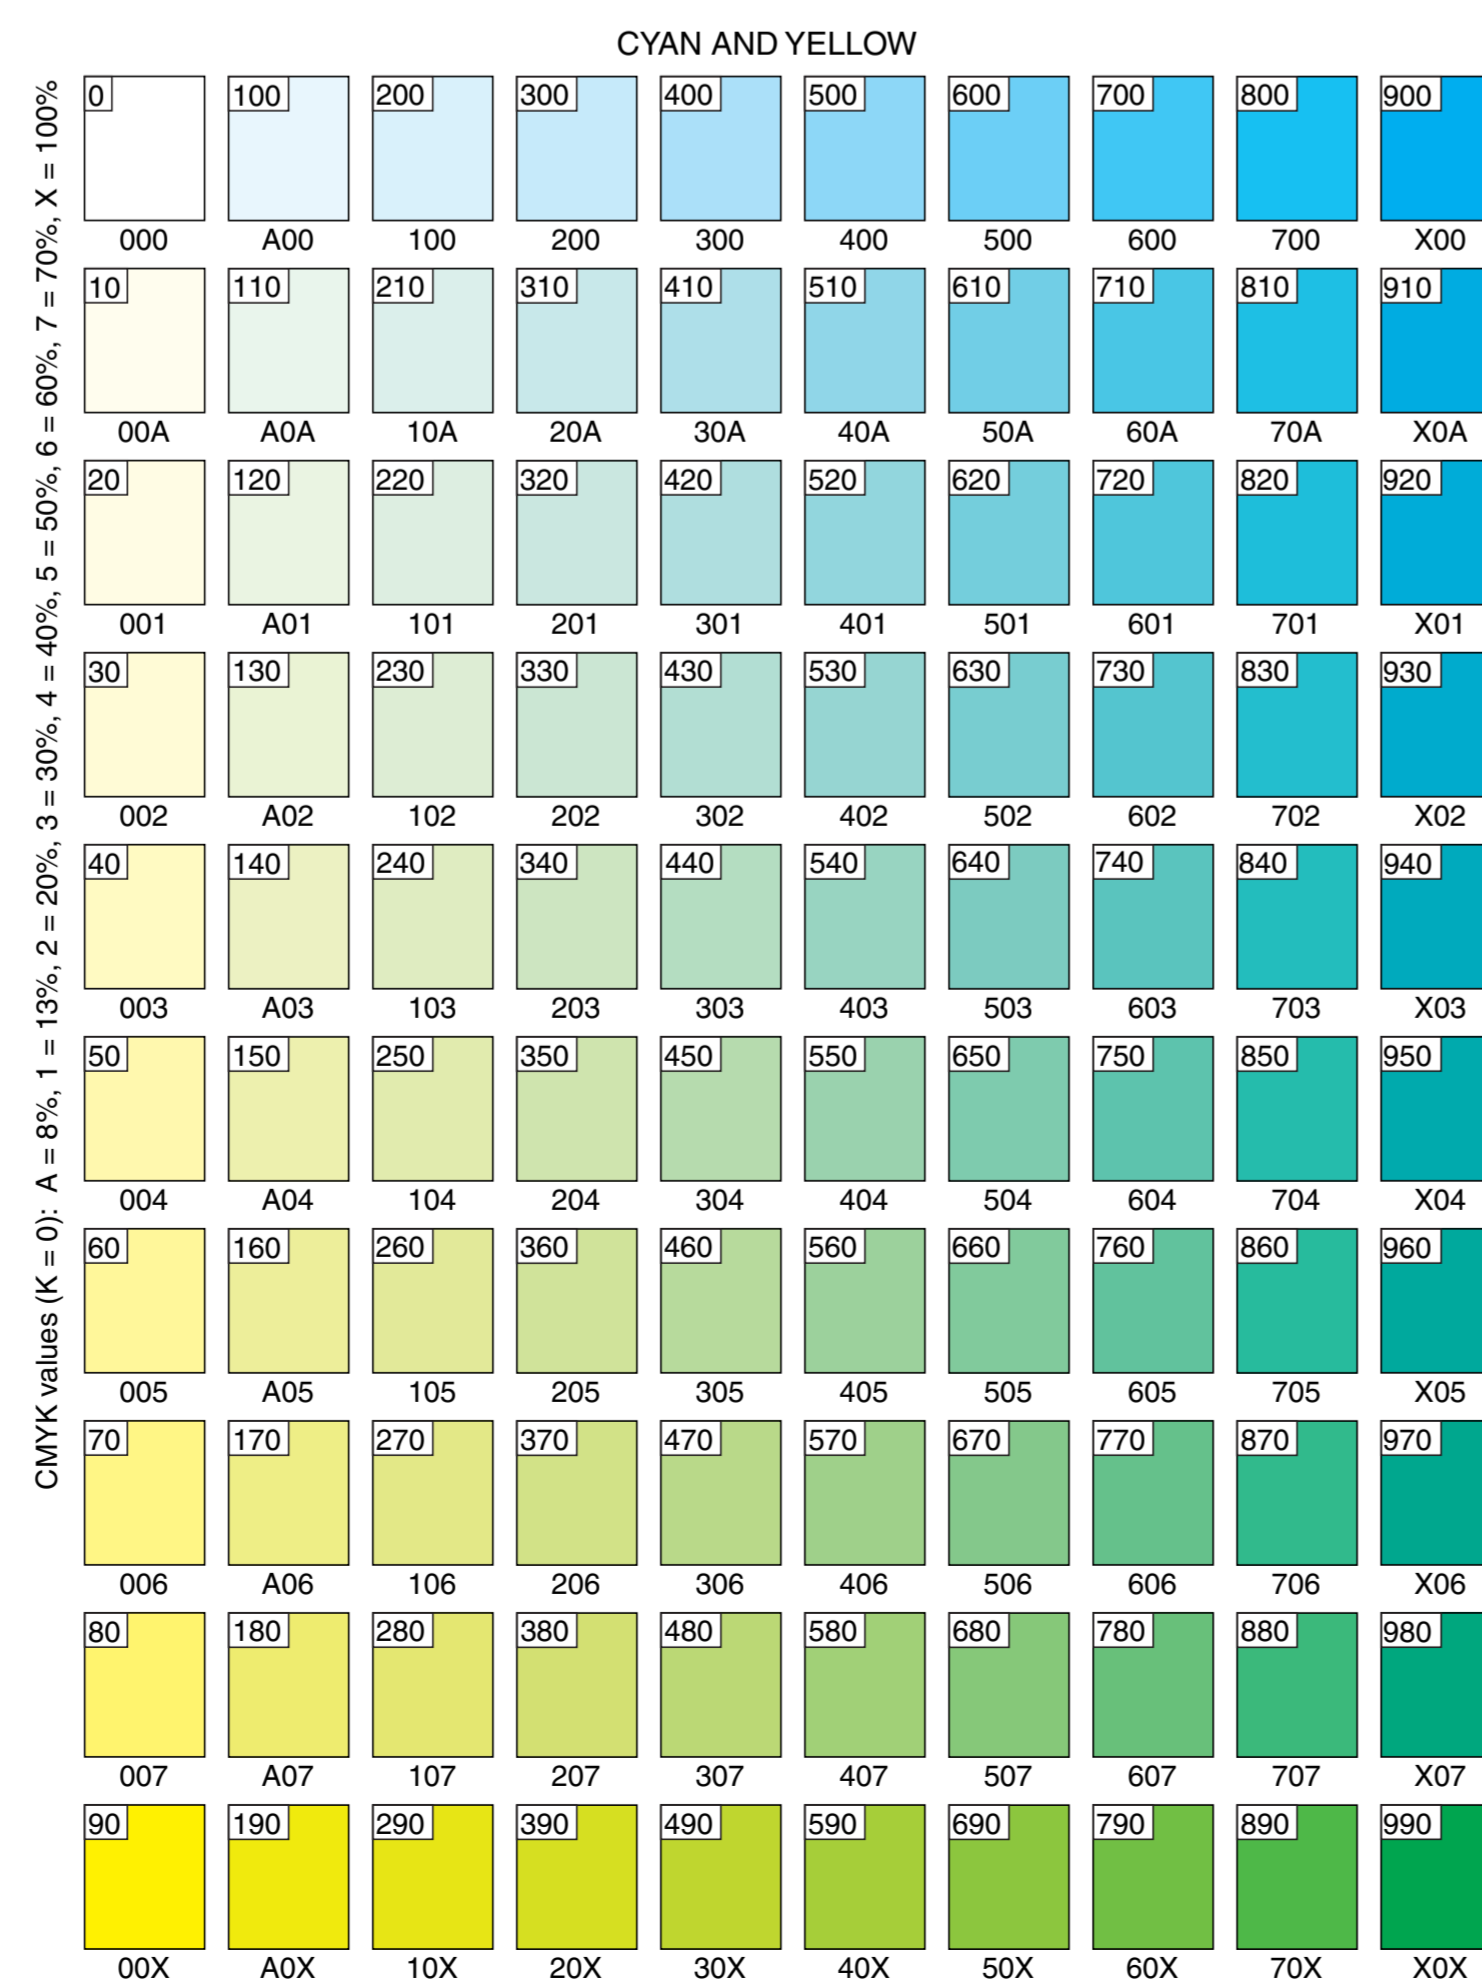 CYAN AND YELLOW
CMYK values (K = 0): A = 8%, 1 = 13%, 2 = 20%, 3 = 30%, 4 = 40%, 5 = 50%, 6 = 60%, 7 = 70%, X = 100%
0 100 200 300 400 500 600 700 800 900
000 A00 100 200 300 400 500 600 700 X00
10 110 210 310 410 510 610 710 810 910
00A A0A 10A 20A 30A 40A 50A 60A 70A X0A
20 120 220 320 420 520 620 720 820 920
001 A01 101 201 301 401 501 601 701 X01
30 130 230 330 430 530 630 730 830 930
002 A02 102 202 302 402 502 602 702 X02
40 140 240 340 440 540 640 740 840 940
003 A03 103 203 303 403 503 603 703 X03
50 150 250 350 450 550 650 750 850 950
004 A04 104 204 304 404 504 604 704 X04
60 160 260 360 460 560 660 760 860 960
005 A05 105 205 305 405 505 605 705 X05
70 170 270 370 470 570 670 770 870 970
006 A06 106 206 306 406 506 606 706 X06
80 180 280 380 480 580 680 780 880 980
007 A07 107 207 307 407 507 607 707 X07
90 190 290 390 490 590 690 790 890 990
00X A0X 10X 20X 30X 40X 50X 60X 70X X0X